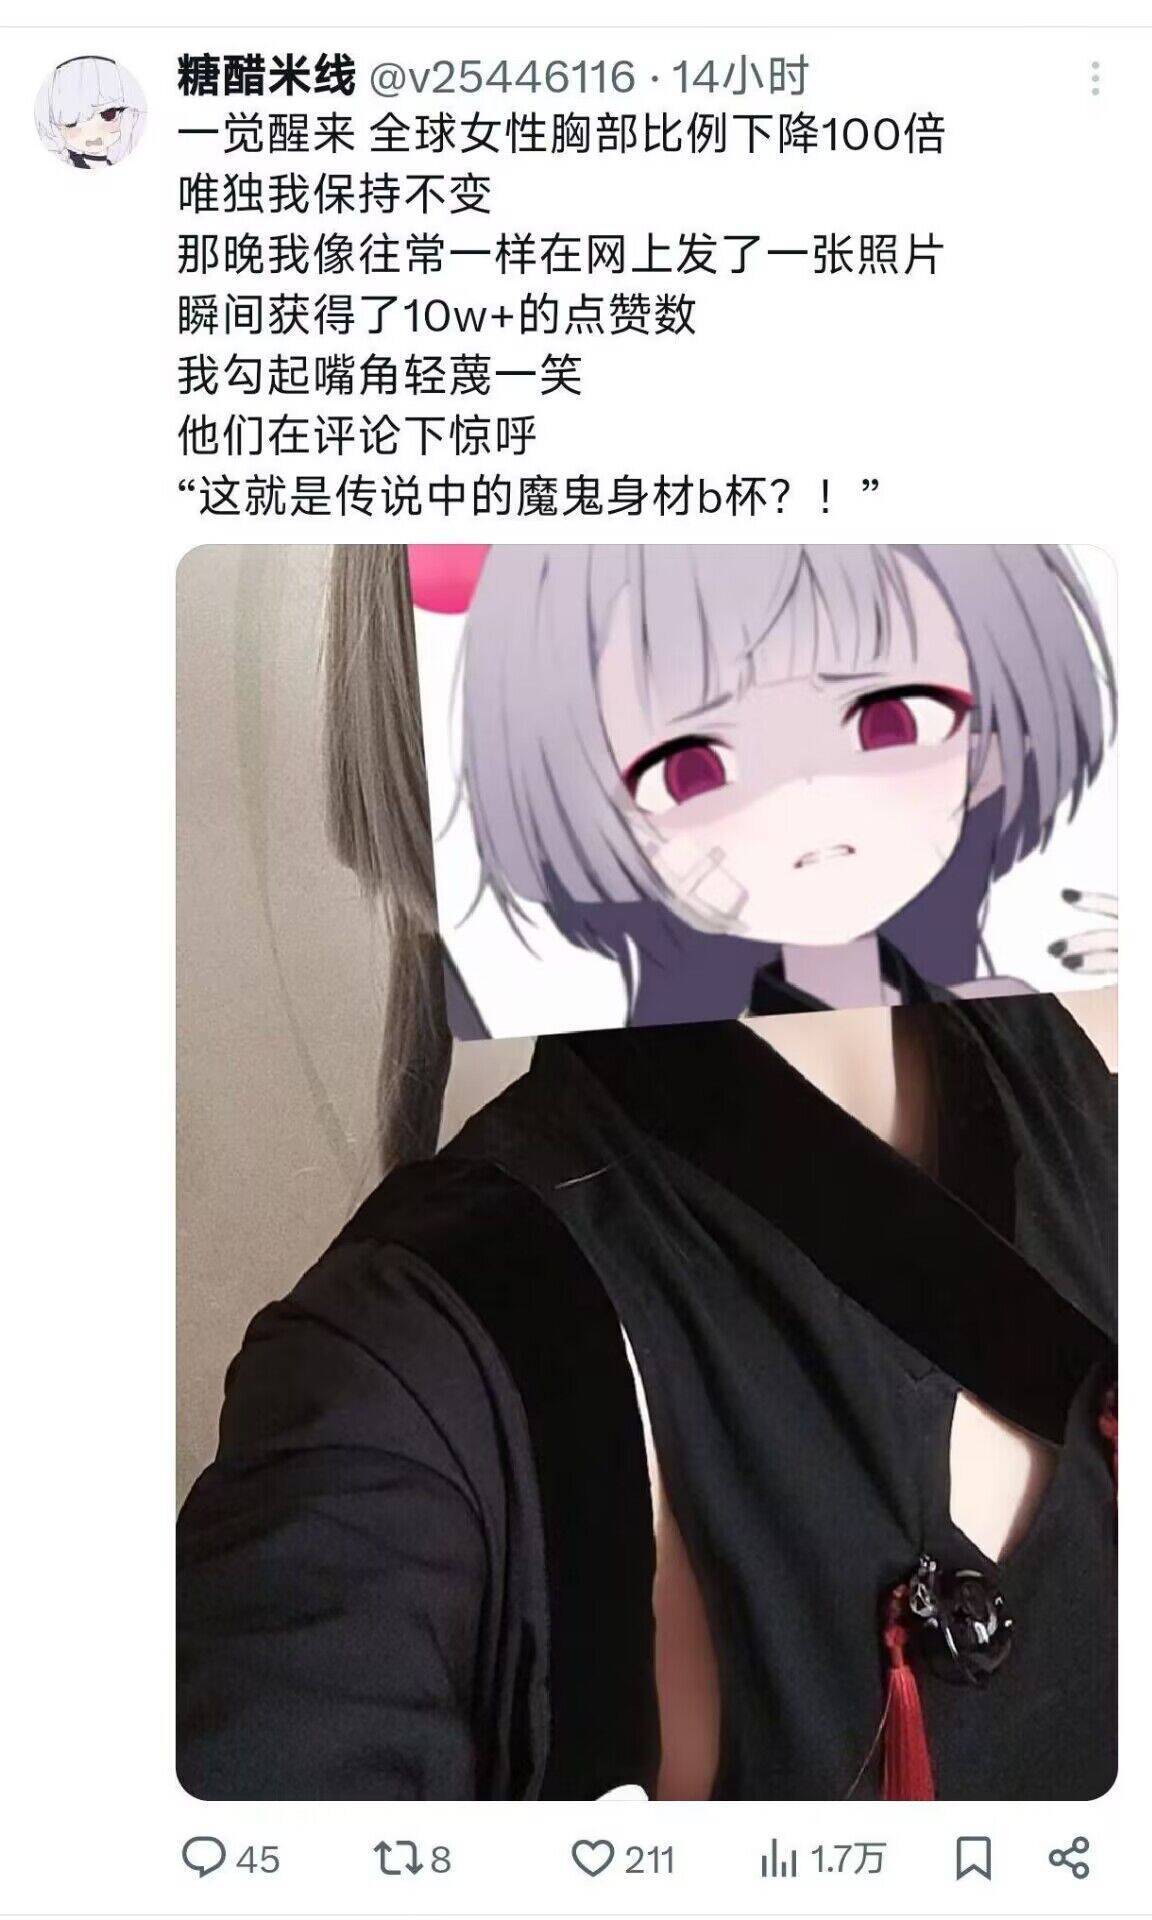 糖醋米线 @v25446116 · 14小时
一觉醒来 全球女性胸部比例下降100倍
唯独我保持不变
那晚我像往常一样在网上发了一张照片
瞬间获得了10w+的点赞数
我勾起嘴角轻蔑一笑
他们在评论下惊呼
“这就是传说中的魔鬼身材b杯？！”
45 8 211 1.7万